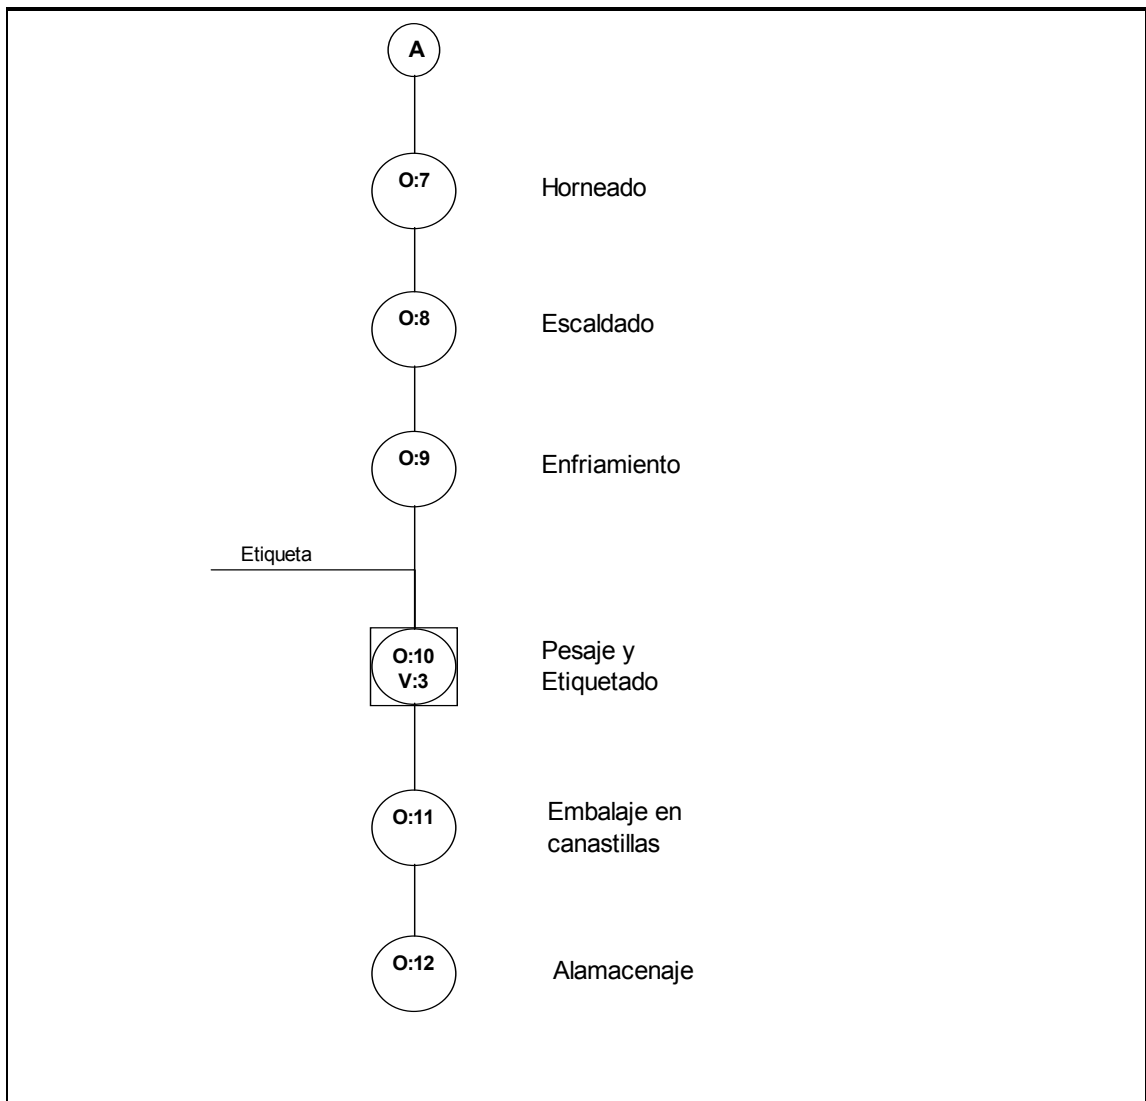 A
O:7
Horneado
O:8
Escaldado
O:9
Enfriamiento
Etiqueta
O:10
V:3
Pesaje y
Etiquetado
O:11
Embalaje en
canastillas
O:12
Alamacenaje